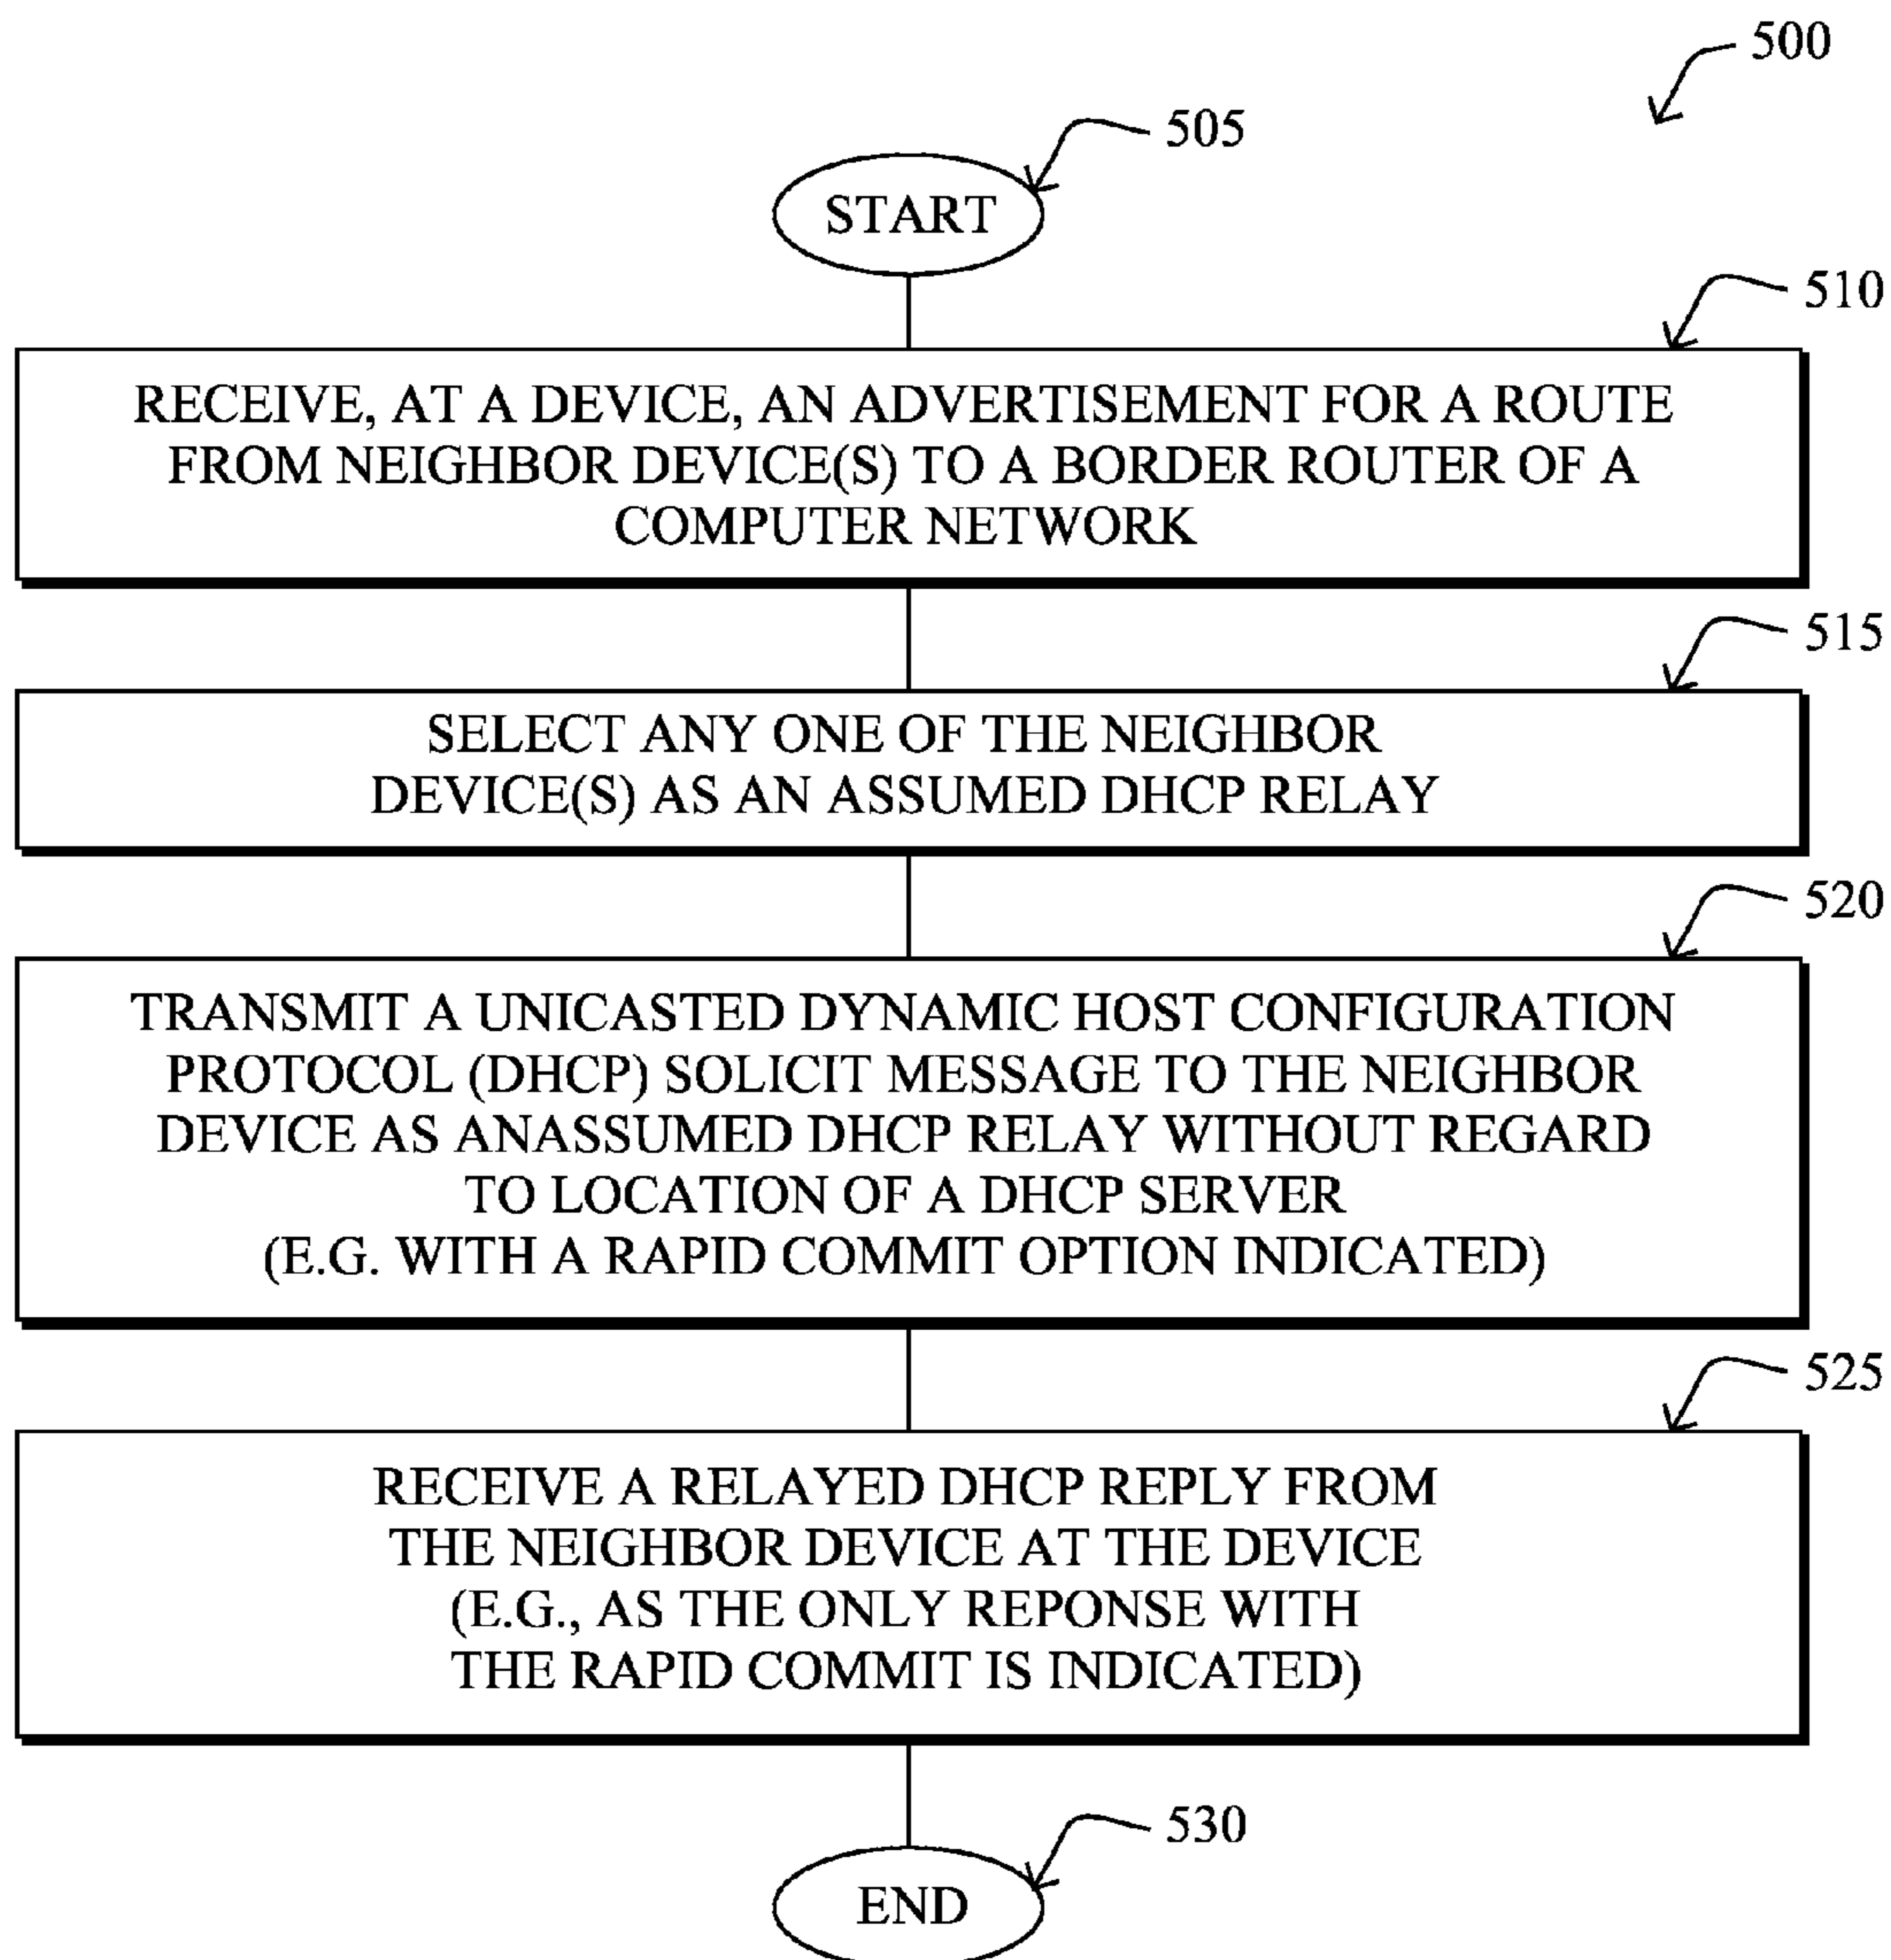 500
505
START
510
RECEIVE, AT A DEVICE, AN ADVERTISEMENT FOR A ROUTE
FROM NEIGHBOR DEVICE(S) TO A BORDER ROUTER OF A
COMPUTER NETWORK
515
SELECT ANY ONE OF THE NEIGHBOR
DEVICE(S) AS AN ASSUMED DHCP RELAY
520
TRANSMIT A UNICASTED DYNAMIC HOST CONFIGURATION
PROTOCOL (DHCP) SOLICIT MESSAGE TO THE NEIGHBOR
DEVICE AS ANASSUMED DHCP RELAY WITHOUT REGARD
TO LOCATION OF A DHCP SERVER
(E.G. WITH A RAPID COMMIT OPTION INDICATED)
525
RECEIVE A RELAYED DHCP REPLY FROM
THE NEIGHBOR DEVICE AT THE DEVICE
(E.G., AS THE ONLY REPONSE WITH
THE RAPID COMMIT IS INDICATED)
530
END